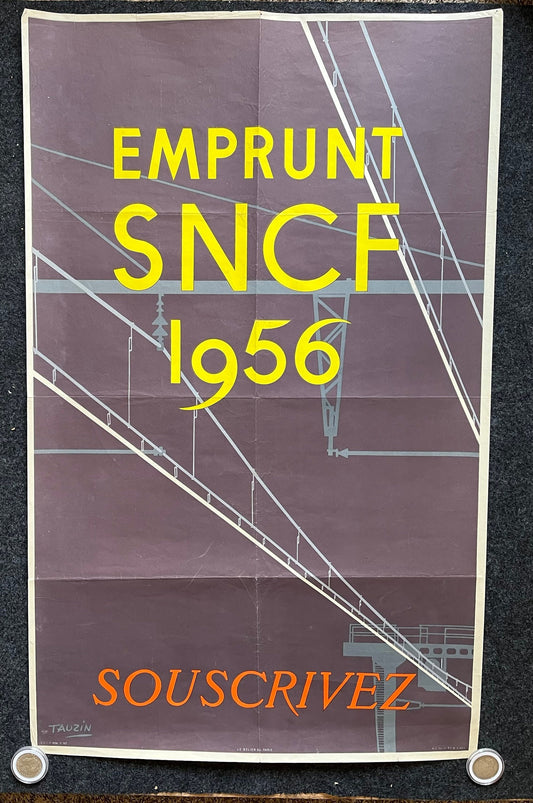 EMPRUNT
SNCF
1956
SOUSCRIVEZ
TAUZIN